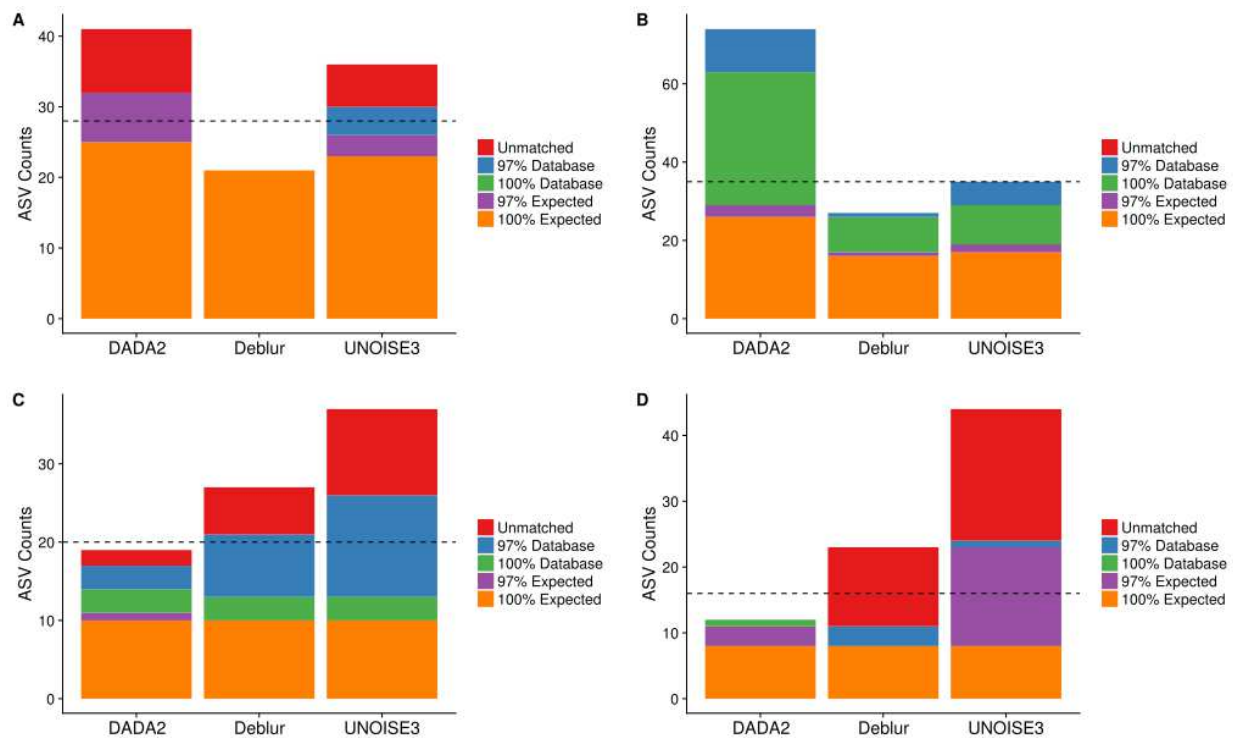 A
ASV Counts
40
30
20
10
0
DADA2
Deblur
UNOISE3
Unmatched
97% Database
100% Database
97% Expected
100% Expected
B
ASV Counts
60
40
20
0
DADA2
Deblur
UNOISE3
Unmatched
97% Database
100% Database
97% Expected
100% Expected
C
ASV Counts
30
20
10
0
DADA2
Deblur
UNOISE3
Unmatched
97% Database
100% Database
97% Expected
100% Expected
D
ASV Counts
40
30
20
10
0
DADA2
Deblur
UNOISE3
Unmatched
97% Database
100% Database
97% Expected
100% Expected